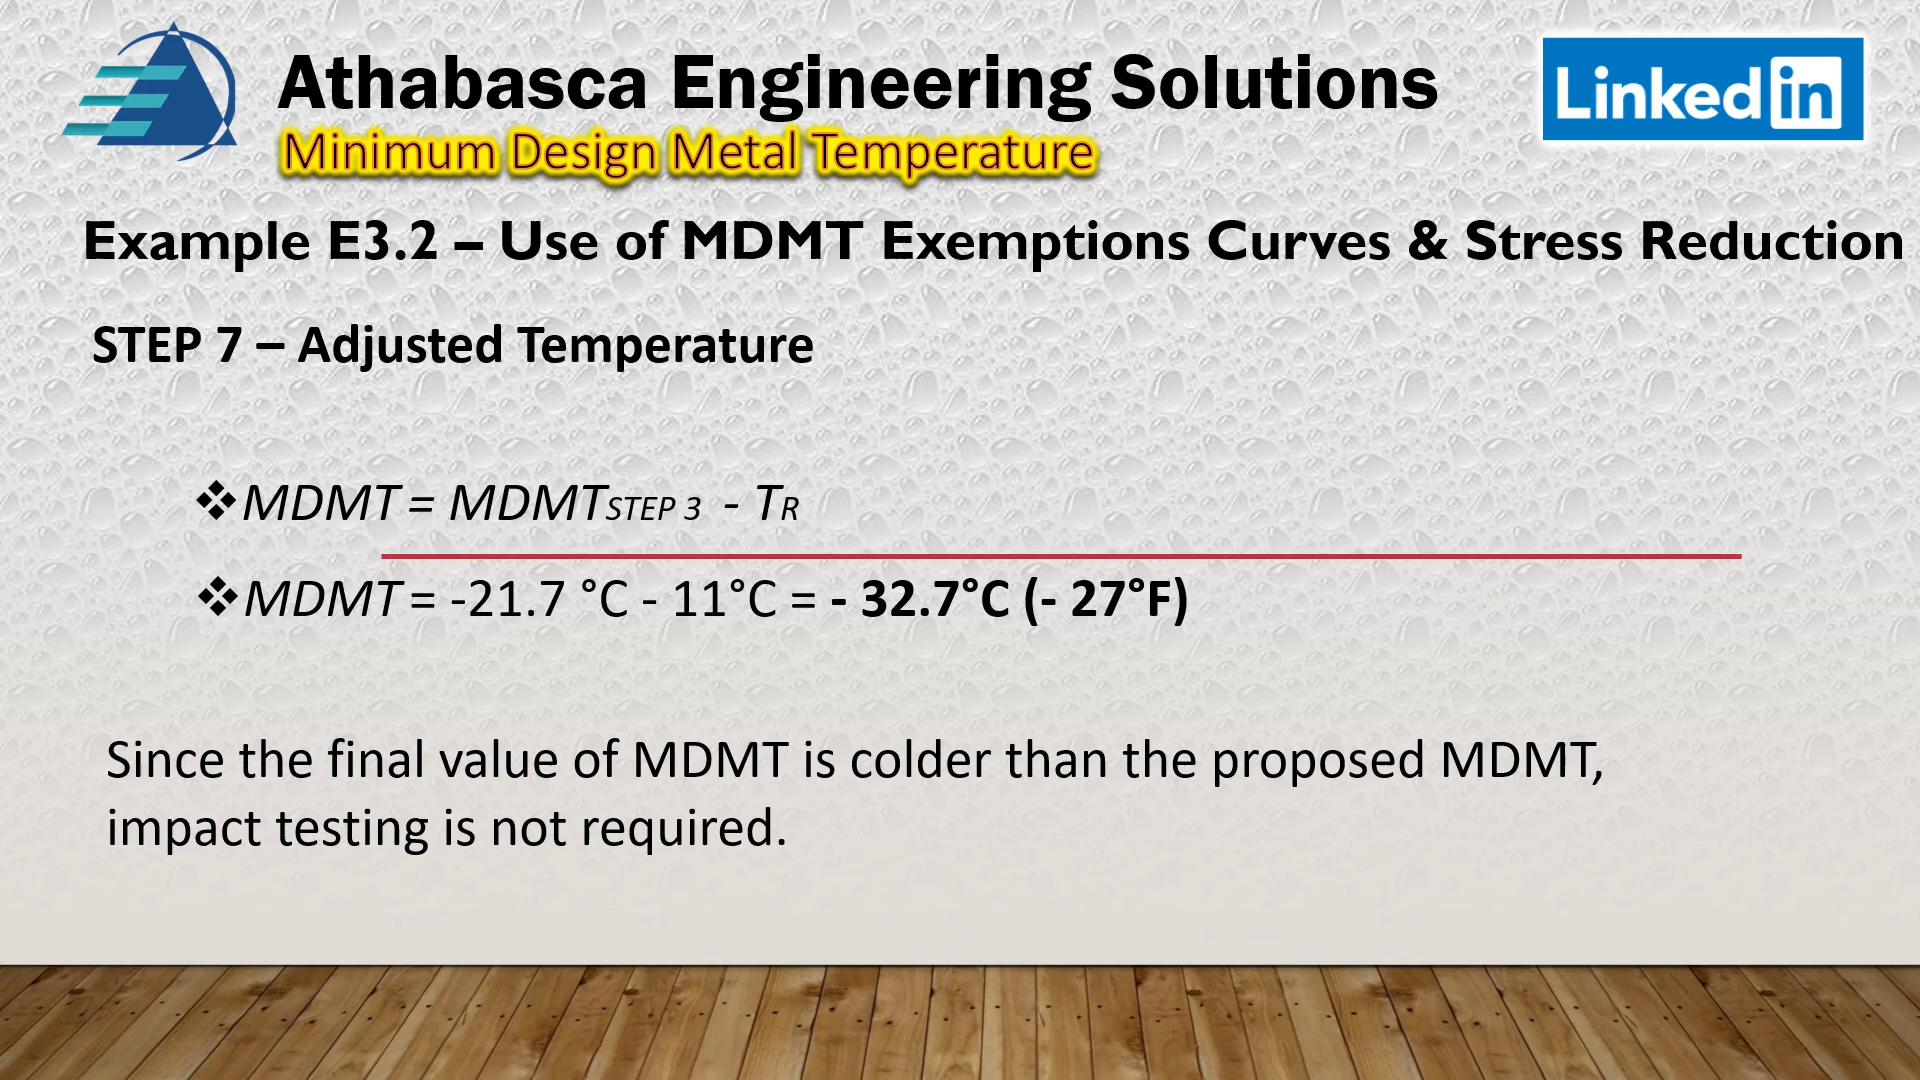 Athabasca Engineering Solutions
Linked in
Minimum Design Metal Temperature
Example E3.2 – Use of MDMT Exemptions Curves & Stress Reduction
STEP 7 – Adjusted Temperature
❖MDMT = MDMTSTEP 3 - TR
❖MDMT = -21.7 °C - 11°C = - 32.7°C (- 27°F)
Since the final value of MDMT is colder than the proposed MDMT,
impact testing is not required.